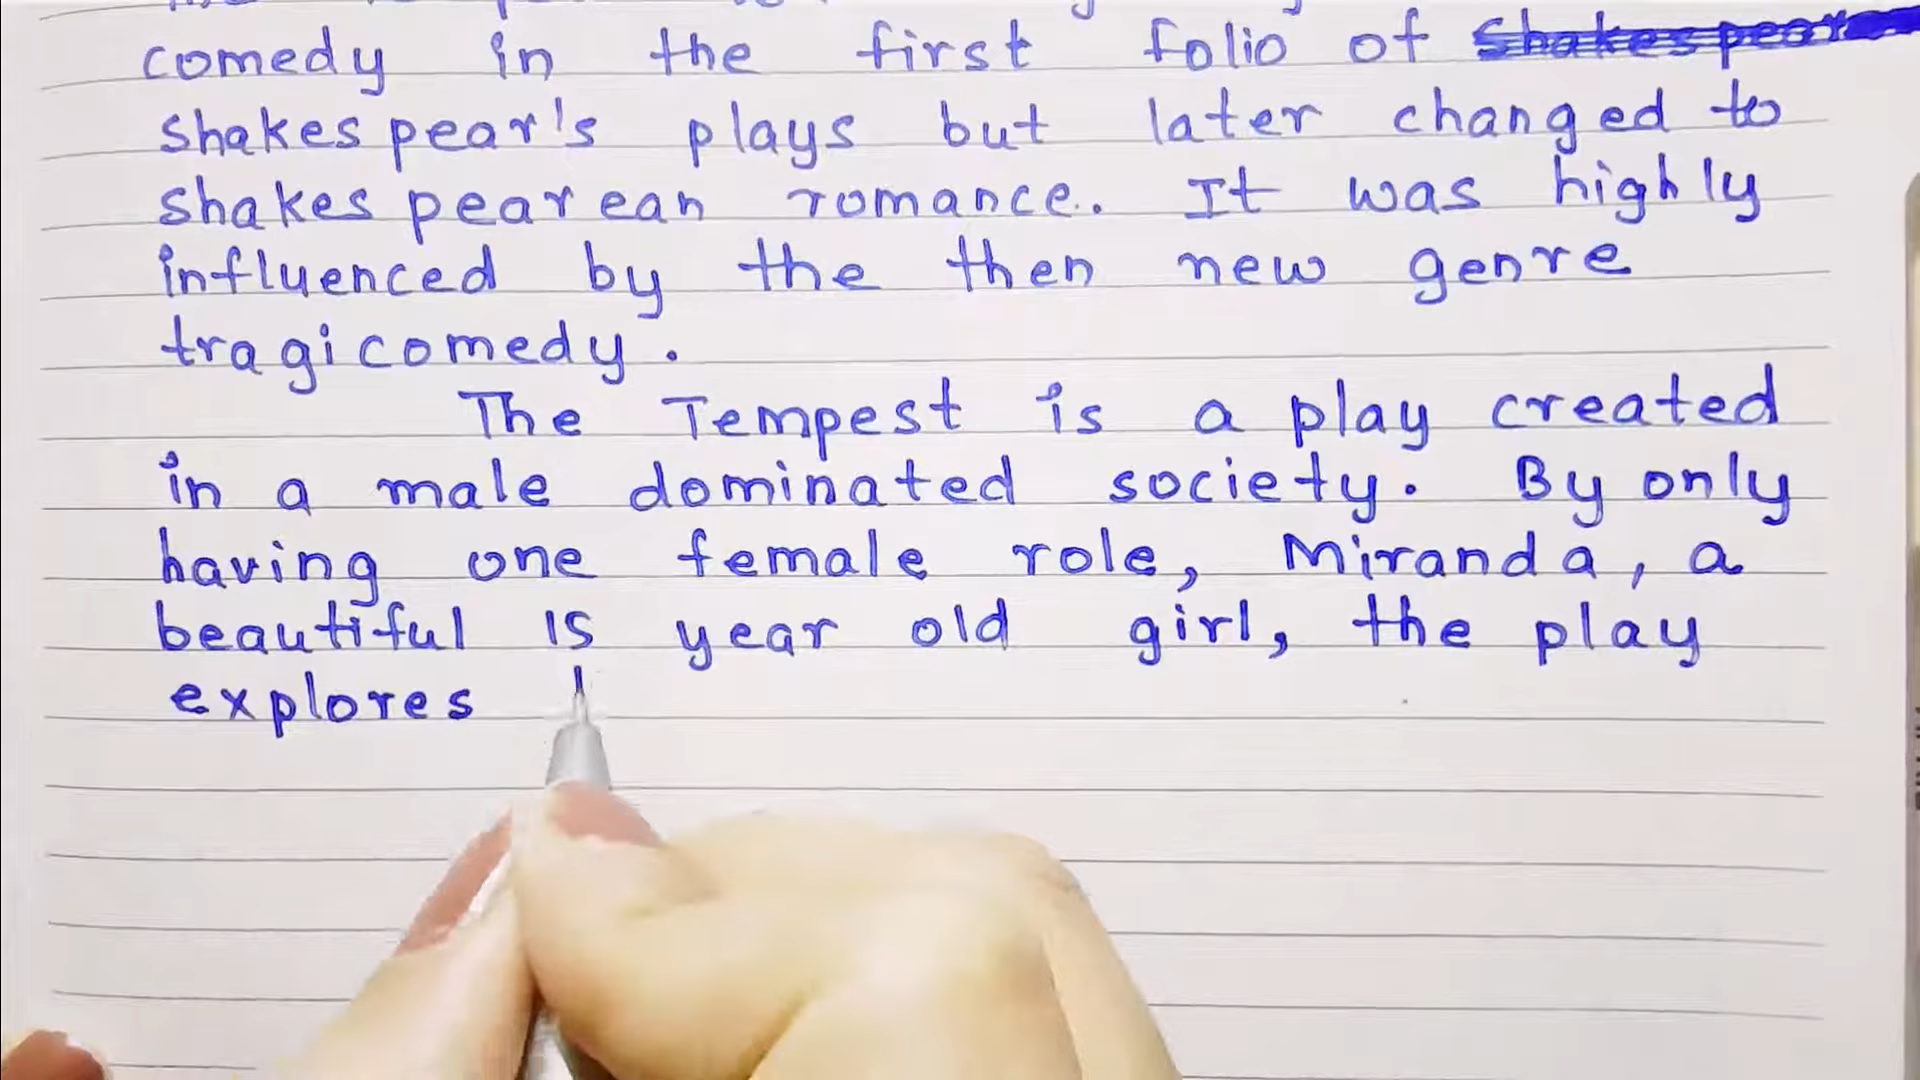 comedy in the first folio of Shakespear
shakespear's plays but later changed to
shakespearean romance. It was highly
influenced by the then new genre
tragicomedy.
The Tempest is a play created
in a male dominated society. By only
having one female role, Miranda, a
beautiful 15 year old girl, the play
explores